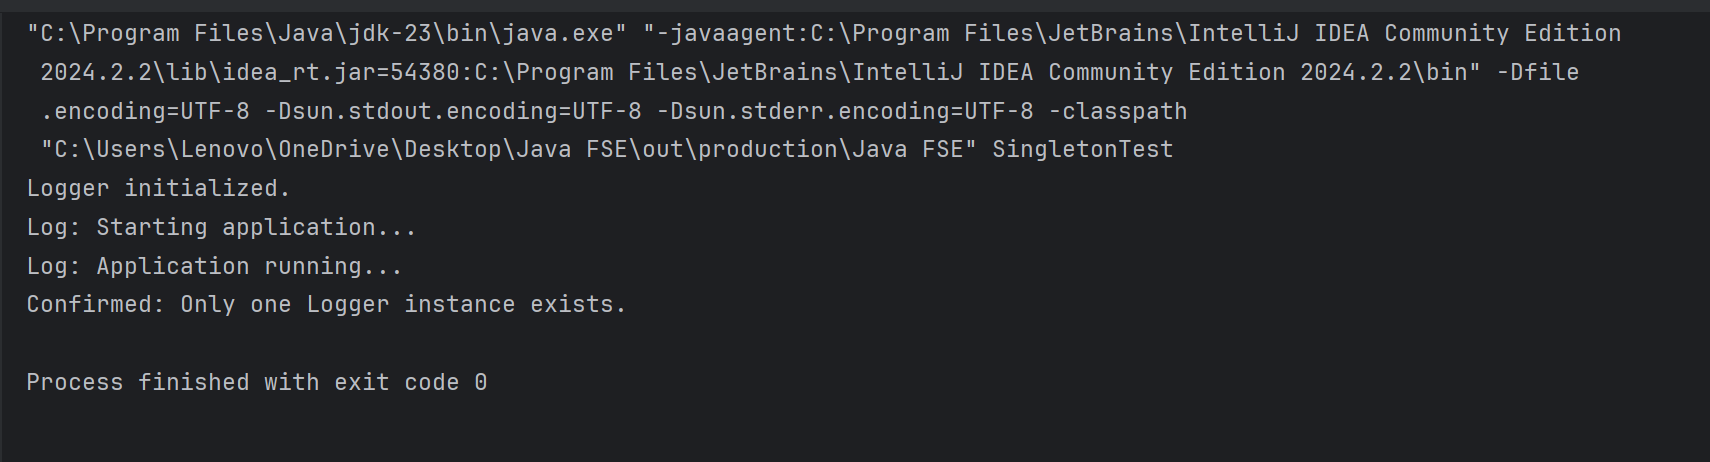 "C:\Program Files\Java\jdk-23\bin\java.exe" "-javaagent:C:\Program Files\JetBrains\IntelliJ IDEA Community Edition
2024.2.2\lib\idea_rt.jar=54380:C:\Program Files\JetBrains\IntelliJ IDEA Community Edition 2024.2.2\bin" -Dfile
.encoding=UTF-8 -Dsun.stdout.encoding=UTF-8 -Dsun.stderr.encoding=UTF-8 -classpath
"C:\Users\Lenovo\OneDrive\Desktop\Java FSE\out\production\Java FSE" SingletonTest
Logger initialized.
Log: Starting application...
Log: Application running...
Confirmed: Only one Logger instance exists.
Process finished with exit code 0